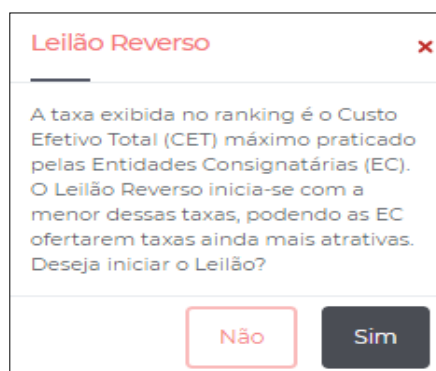 Leilão Reverso
A taxa exibida no ranking é o Custo
Efetivo Total (CET) máximo praticado
pelas Entidades Consignatárias (EC).
O Leilão Reverso inicia-se com a
menor dessas taxas, podendo as EC
ofertarem taxas ainda mais atrativas.
Deseja iniciar o Leilão?
Não
Sim